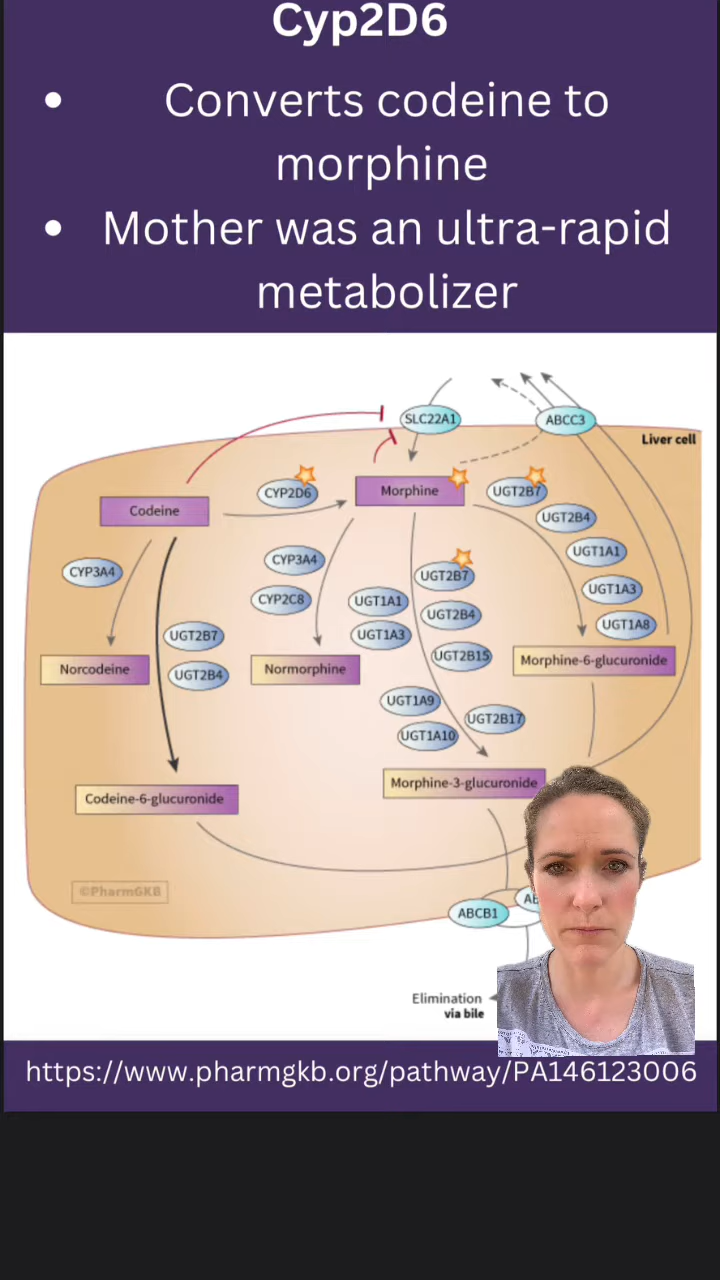 Cyp2D6
• Converts codeine to
morphine
• Mother was an ultra-rapid
metabolizer
SLC22A1
ABCC3
Liver cell
CYP2D6
Morphine
UGT2B7
Codeine
UGT2B4
CYP3A4
CYP3A4
UGT1A1
UGT2B7
CYP2C8
UGT1A1
UGT2B4
UGT1A3
UGT2B7
UGT1A3
UGT1A8
UGT2B4
UGT2B15
Norcodeine
Normorphine
Morphine-6-glucuronide
UGT1A9
UGT2B17
UGT1A10
Codeine-6-glucuronide
Morphine-3-glucuronide
©PharmGKB
ABCB1
Elimination
via bile
https://www.pharmgkb.org/pathway/PA146123006